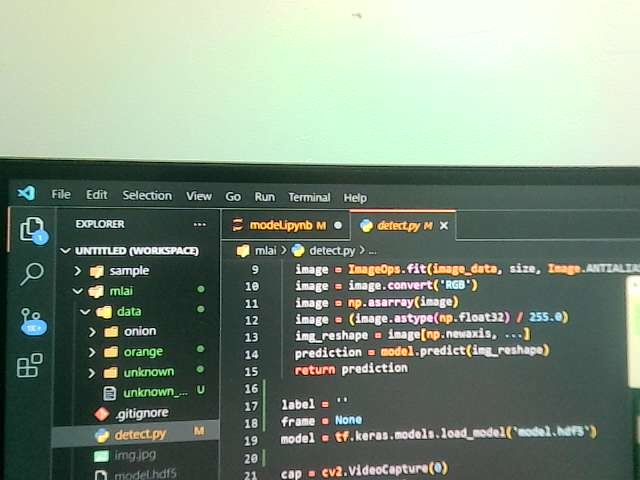 File Edit Selection View Go Run Terminal Help
EXPLORER ...
model.ipynb M
detect.py M
UNTITLED (WORKSPACE)
sample
mlai
data
onion
orange
unknown
unknown_... U
.gitignore
detect.py M
img.jpg
model.hdf5
mlai > detect.py > ...
9 image = ImageOps.fit(image_data, size, Image.ANTIALIAS
10 image = image.convert('RGB')
11 image = np.asarray(image)
12 image = (image.astype(np.float32) / 255.0)
13 img_reshape = image[np.newaxis, ...]
14 prediction = model.predict(img_reshape)
15 return prediction
16
17 label = ''
18 frame = None
19 model = tf.keras.models.load_model('model.hdf5')
20
21 cap = cv2.VideoCapture(0)